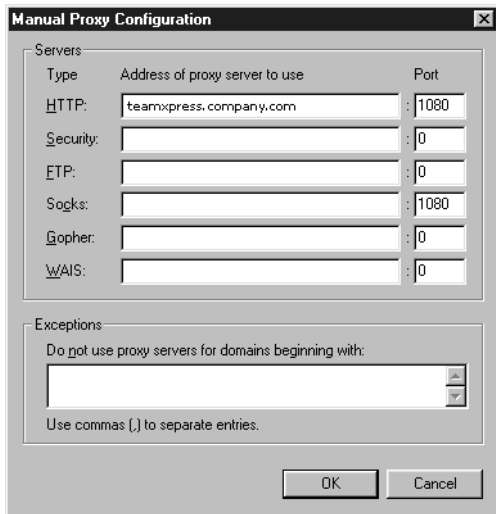 Manual Proxy Configuration
Servers
Type Address of proxy server to use Port
HTTP: teamxpress.company.com : 1080
Security: : 0
FTP: : 0
Socks: : 1080
Gopher: : 0
WAIS: : 0
Exceptions
Do not use proxy servers for domains beginning with:
Use commas (,) to separate entries.
OK Cancel